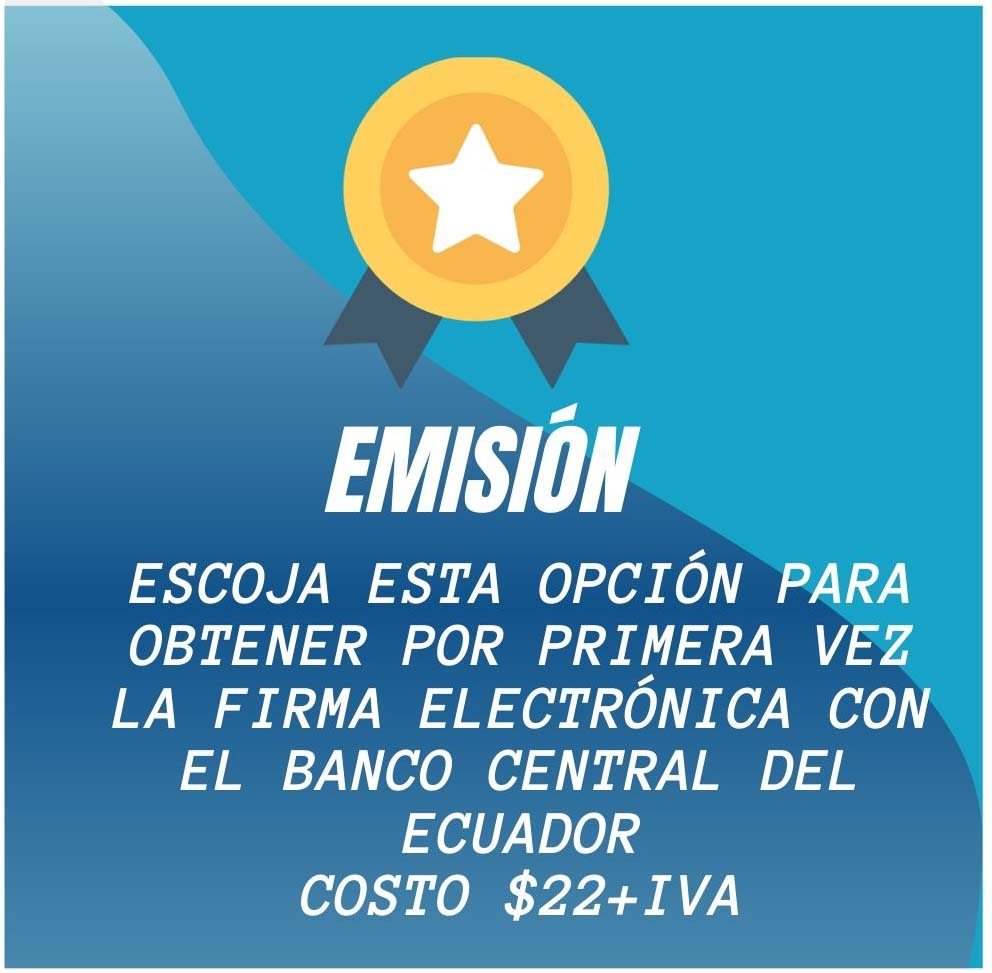 EMISIÓN
ESCOJA ESTA OPCIÓN PARA
OBTENER POR PRIMERA VEZ
LA FIRMA ELECTRÓNICA CON
EL BANCO CENTRAL DEL
ECUADOR
COSTO $22+IVA